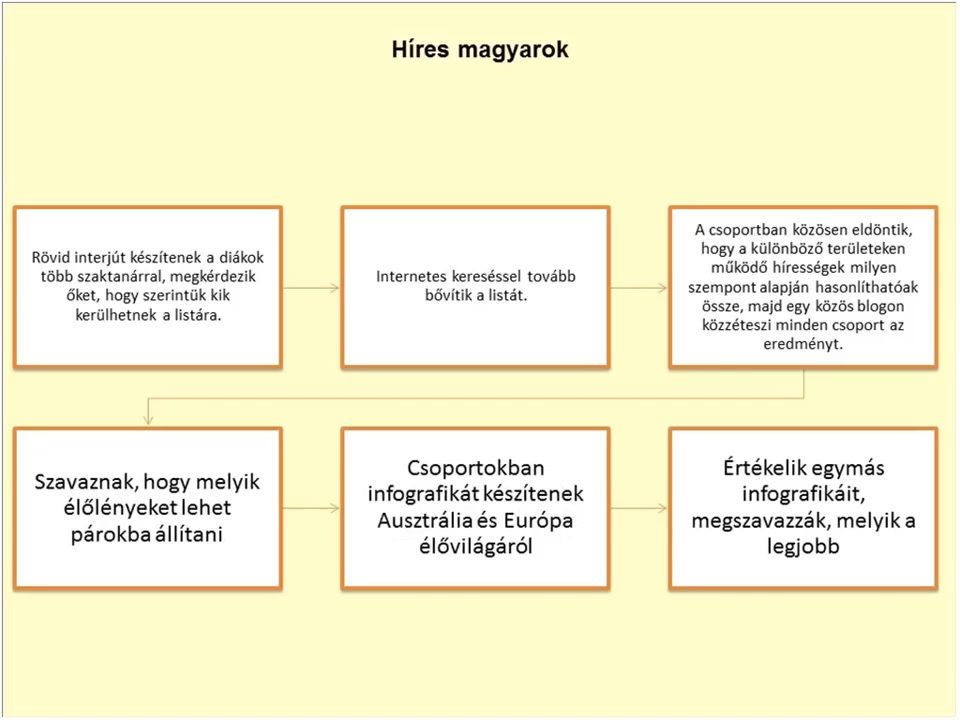 Híres magyarok
Rövid interjút készítenek a diákok
több szaktanárral, megkérdezik
őket, hogy szerintük kik
kerülhetnek a listára.
Internetes kereséssel tovább
bővítik a listát.
A csoportban közösen eldöntik,
hogy a különböző területeken
működő hírességek milyen
szempont alapján hasonlíthatóak
össze, majd egy közös blogon
közzéteszi minden csoport az
eredményt.
Szavaznak, hogy melyik
élőlényeket lehet
párokba állítani
Csoportokban
infografikát készítenek
Ausztrália és Európa
élővilágáról
Értékelik egymás
infografikáit,
megszavazzák, melyik a
legjobb